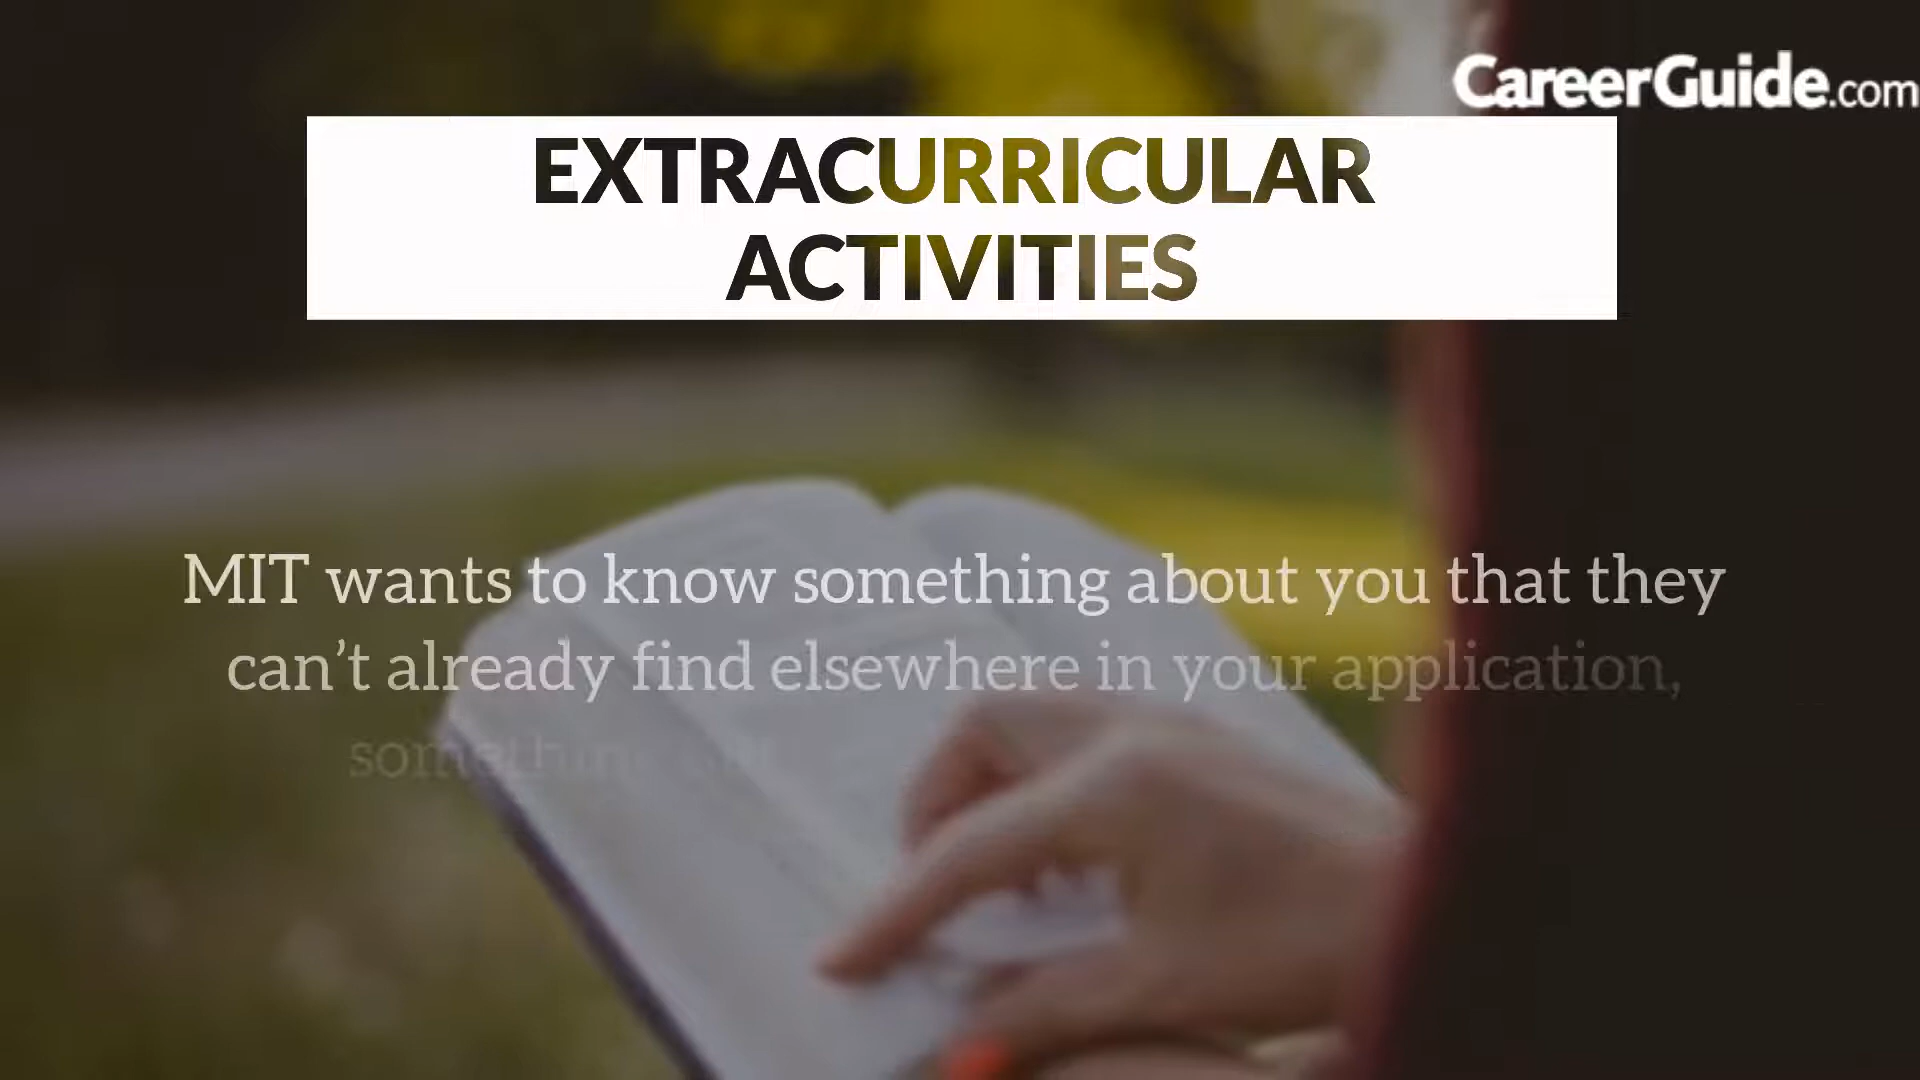 CareerGuide.com
EXTRACURRICULAR
ACTIVITIES
MIT wants to know something about you that they
can’t already find elsewhere in your application,
something